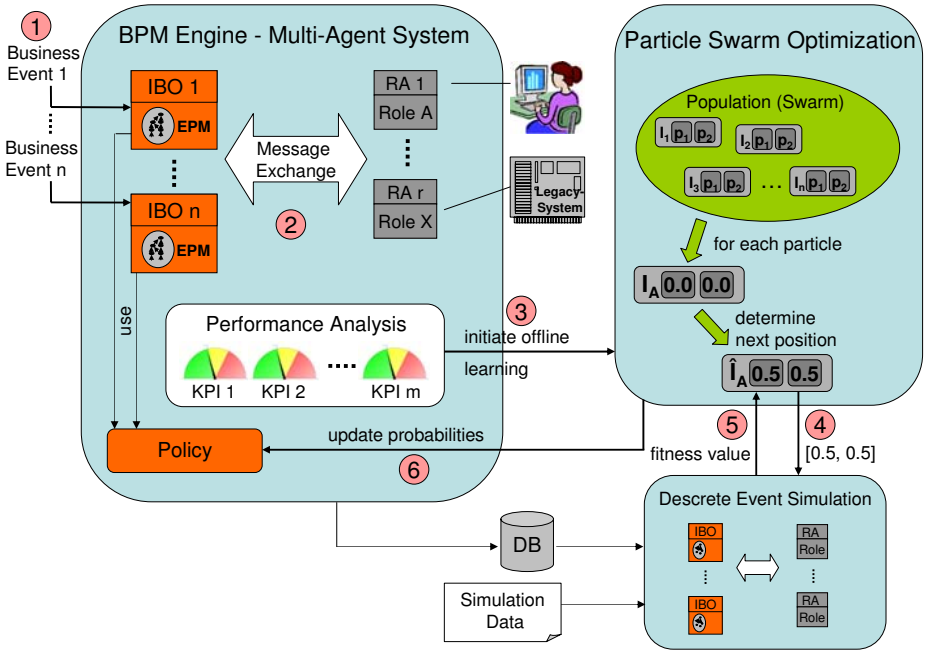 1
Business
Event 1
Business
Event n
BPM Engine - Multi-Agent System
IBO 1
EPM
IBO n
EPM
Message
Exchange
2
RA 1
Role A
RA r
Role X
Legacy-
System
use
Performance Analysis
KPI 1
KPI 2
KPI m
Policy
3
initiate offline
learning
update probabilities
6
Particle Swarm Optimization
Population (Swarm)
I1 p1 p2
I2 p1 p2
I3 p1 p2
...
In p1 p2
for each particle
IA 0.0 0.0
determine
next position
ÎA 0.5 0.5
5
4
fitness value
[0.5, 0.5]
Descrete Event Simulation
IBO
RA
Role
IBO
RA
Role
DB
Simulation
Data